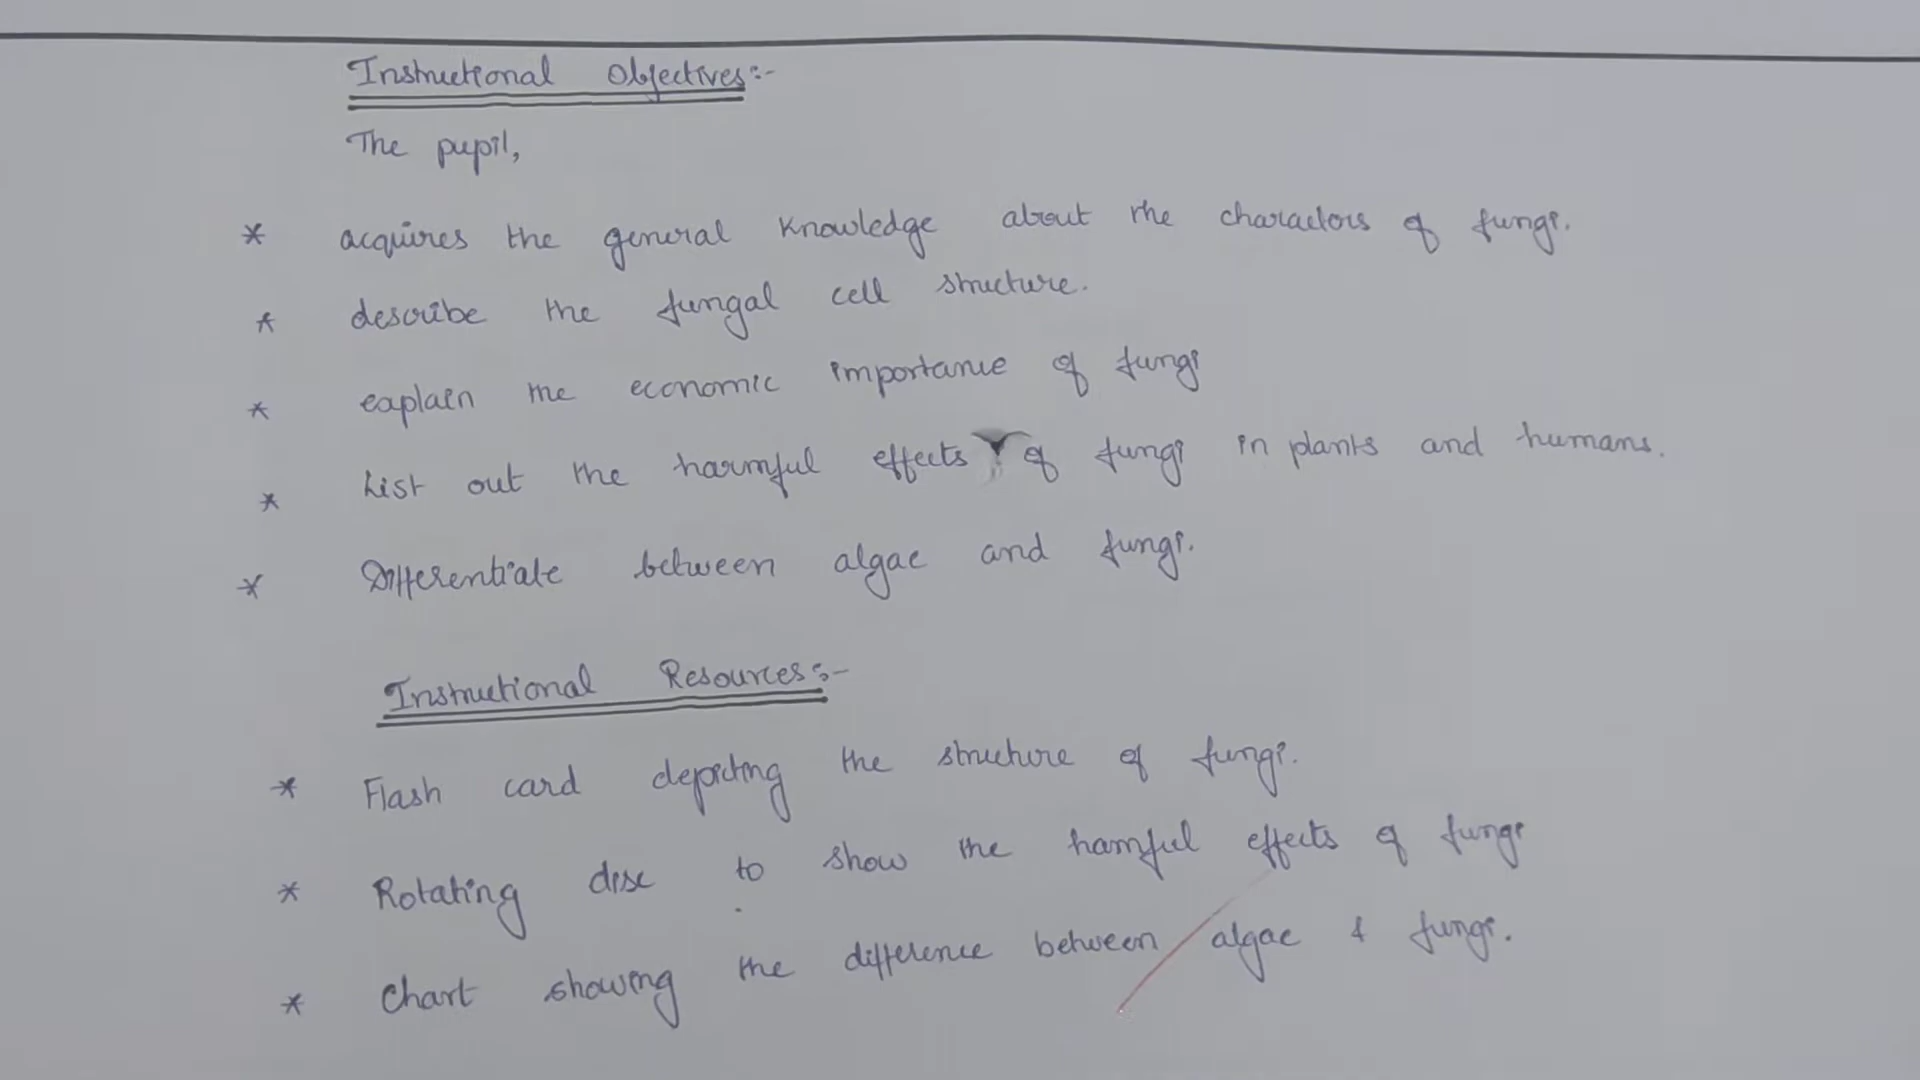 Instructional Objectives:-
The pupil,
* acquires the general knowledge about the charactors of fungi.
* describe the fungal cell structure.
* explain the economic importance of fungi
* List out the harmful effects of fungi in plants and humans.
* Differentiate between algae and fungi.
Instructional Resources:-
* Flash card depicting the structure of fungi.
* Rotating disc to show the harmful effects of fungi
* Chart showing the difference between algae & fungi.